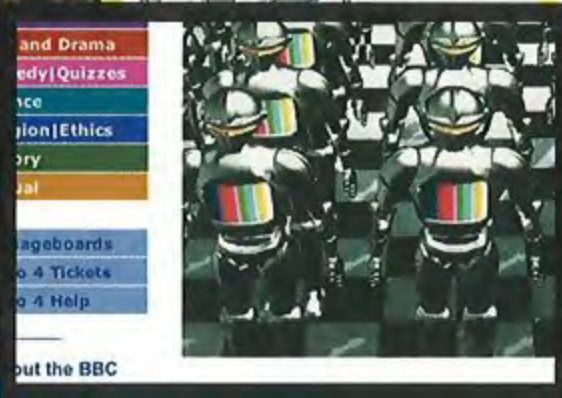 and Drama
edy|Quizzes
nce
gion|Ethics
ory
ual
ageboards
o 4 Tickets
o 4 Help
out the BBC